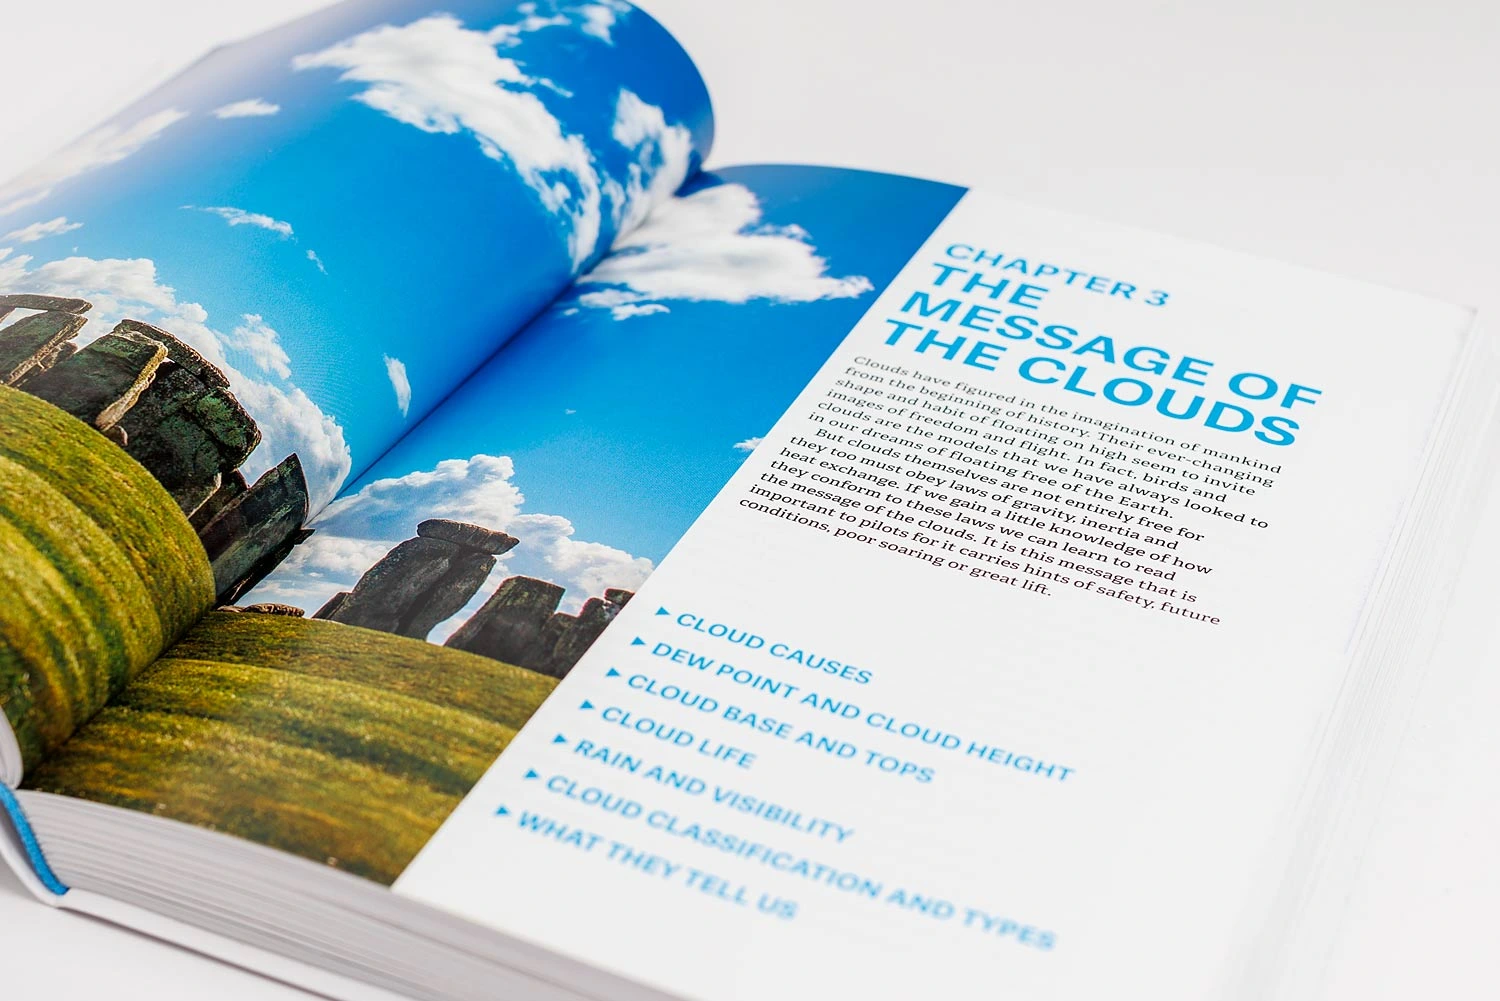 CHAPTER 3
THE
MESSAGE OF
THE CLOUDS
Clouds have figured in the imagination of mankind
from the beginning of history. Their ever-changing
shape and habit of floating on high seem to invite
images of freedom and flight. In fact, birds and
clouds are the models that we have always looked to
in our dreams of floating free of the Earth.
But clouds themselves are not entirely free for
they too must obey laws of gravity, inertia and
heat exchange. If we gain a little knowledge of how
they conform to these laws we can learn to read
the message of the clouds. It is this message that is
important to pilots for it carries hints of safety, future
conditions, poor soaring or great lift.
▶ CLOUD CAUSES
▶ DEW POINT AND CLOUD HEIGHT
▶ CLOUD BASE AND TOPS
▶ CLOUD LIFE
▶ RAIN AND VISIBILITY
▶ CLOUD CLASSIFICATION AND TYPES
▶ WHAT THEY TELL US